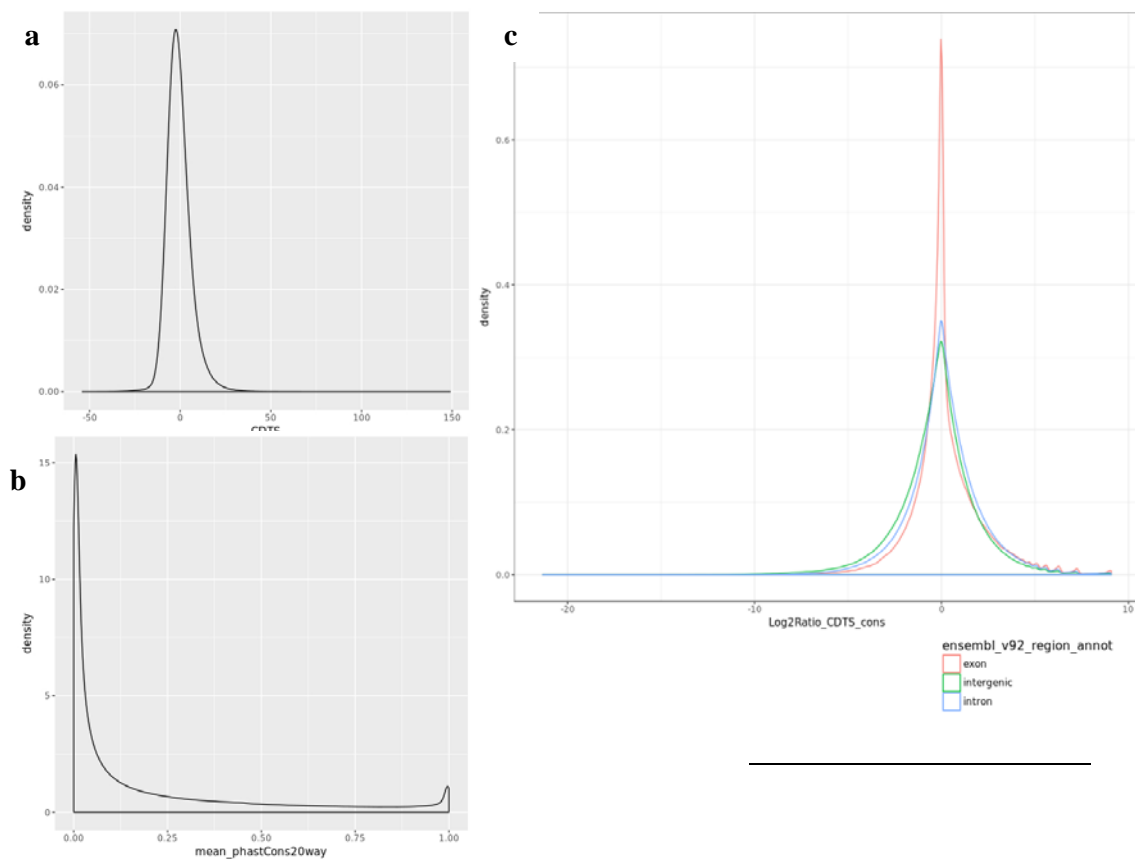 a
0.06
0.04
0.02
0.00
density
-50 0 50 100 150
CDTS
b
15
10
5
0
density
0.00 0.25 0.50 0.75 1.00
mean_phastCons20way
c
0.6
0.4
0.2
0.0
density
-20 -10 0 10
Log2Ratio_CDTS_cons
ensembl_v92_region_annot
exon
intergenic
intron